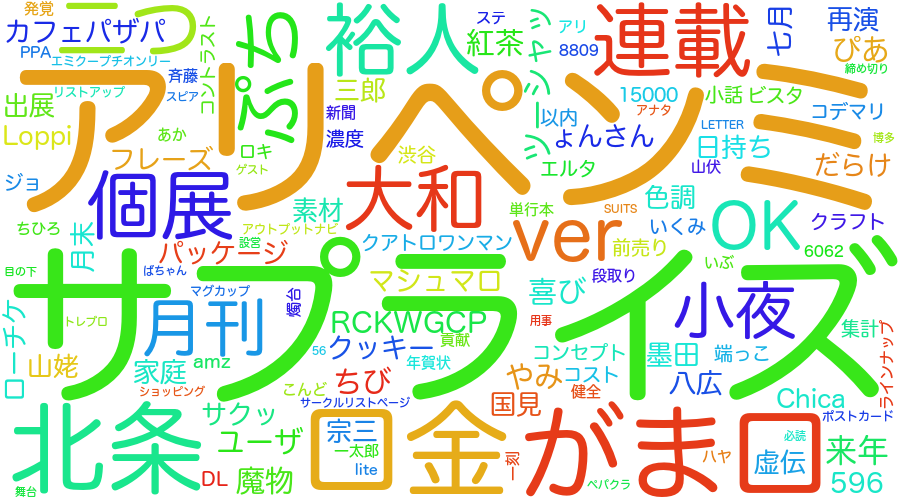 発覚
ニつ
カフェパザパ
PPA
エミクープチオンリー
リストアップ
斉藤
スピア
コントラスト
ぷち
裕人
ステ
紅茶
ツーシャツ
アリ
8809
連載
七月
再演
ぴあ
締め切り
アリペンミ
出展
Loppi
あか
三郎
新聞
濃度
以内
15000
アナタ
小話
ビスタ
コデマリ
ょんさん
LETTER
博多
フレーズ
ロキ
ゲスト
渋谷
エルタ
日持ち
山伏
だらけ
ジョ
個展
大和
素材
単行本
SUITS
色調
ちひろ
月末
アウトプットナビ
設営
ver
いくみ
OK
クラフト
パッケージ
クアトロワンマン
前売り
6062
目の下
ぱちゃん
マシュマロ
段取り
いぶ
サプライズ
マグカップ
燭台
喜び
小夜
ローチケ
トレプロ
月刊
RCKWGCP
用事
集計
貢献
山姥
家庭
amz
56
クッキー
年賀状
コンセプト
墨田
端っこ
ラインナップ
ショッピング
こんど
ちび
やみ
コスト
八広
サークルリストページ
健全
国見
Chica
ポストカード
北条
サクッ
ユーザ
宗三
一太郎
lite
回
金
がま
回
必読
虚伝
来年
舞台
DL
魔物
一刻
ペパクラ
ハヤ
596